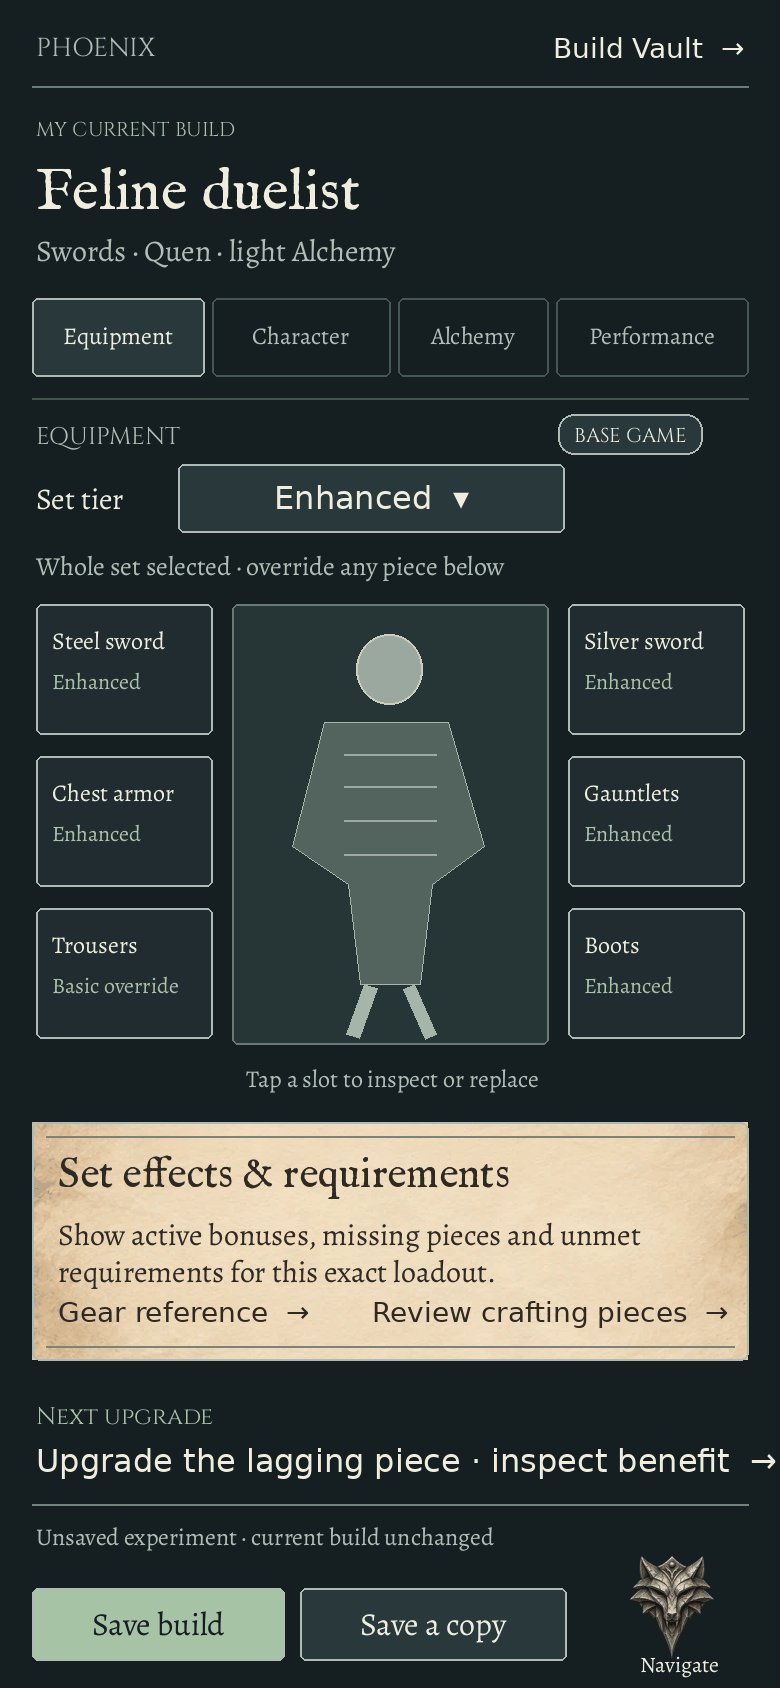 PHOENIX
Build Vault →
MY CURRENT BUILD
Feline duelist
Swords · Quen · light Alchemy
Equipment
Character
Alchemy
Performance
EQUIPMENT
BASE GAME
Set tier
Enhanced ▾
Whole set selected · override any piece below
Steel sword
Enhanced
Silver sword
Enhanced
Chest armor
Enhanced
Gauntlets
Enhanced
Trousers
Basic override
Boots
Enhanced
Tap a slot to inspect or replace
Set effects & requirements
Show active bonuses, missing pieces and unmet
requirements for this exact loadout.
Gear reference →
Review crafting pieces →
NEXT UPGRADE
Upgrade the lagging piece · inspect benefit →
Unsaved experiment · current build unchanged
Save build
Save a copy
Navigate